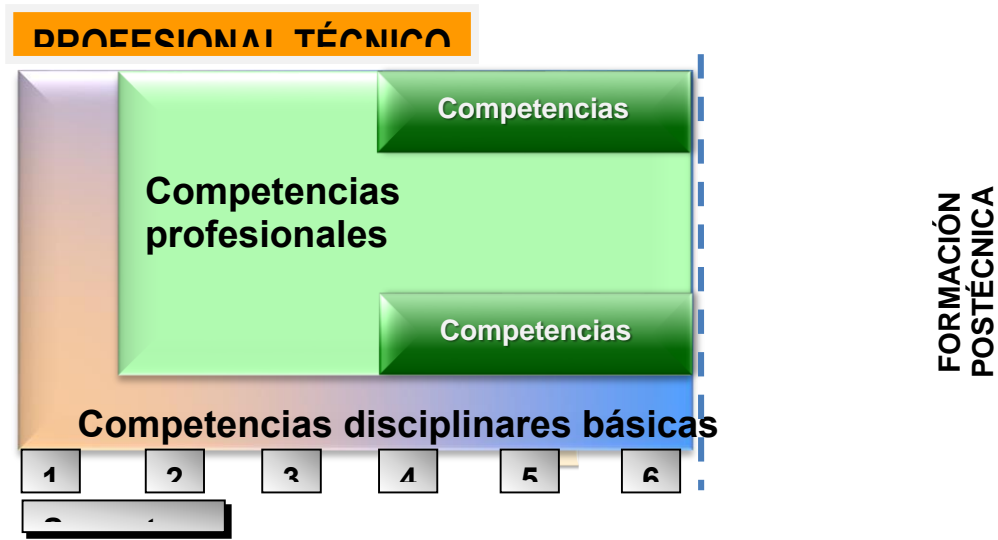 PROFESIONAL TÉCNICO
Competencias
Competencias
profesionales
Competencias
Competencias disciplinares básicas
1
2
3
4
5
6
FORMACIÓN
POSTÉCNICA